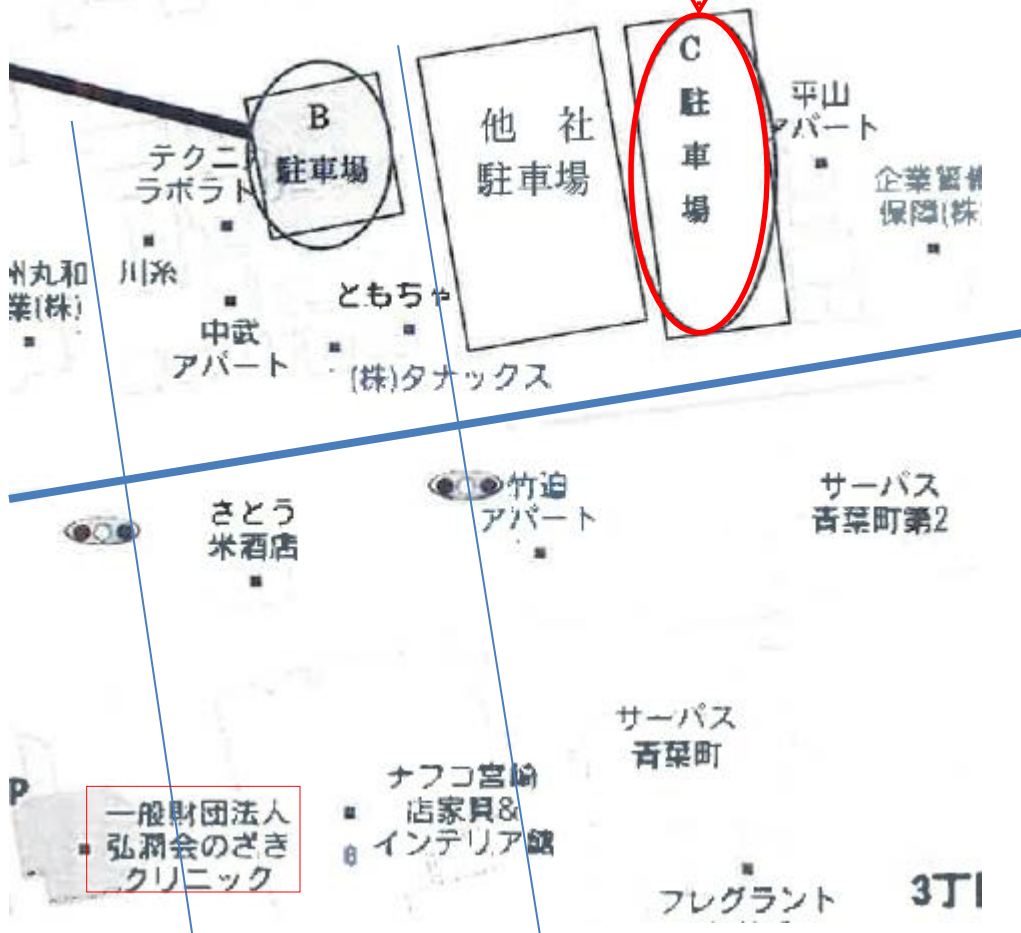 B
駐車場
他 社
駐車場
C
駐
車
場
平山
アパート
テクニ
ラボラト
企業警備
保障(株
州丸和
業(株)
川糸
ともちゃ
中武
アパート
(株)タナックス
さとう
米酒店
竹迫
アパート
サーパス
青葉町第2
サーパス
青葉町
P
一般財団法人
弘潤会のざき
クリニック
ナフコ宮崎
店家具&
インテリア館
フレグラント
3丁目